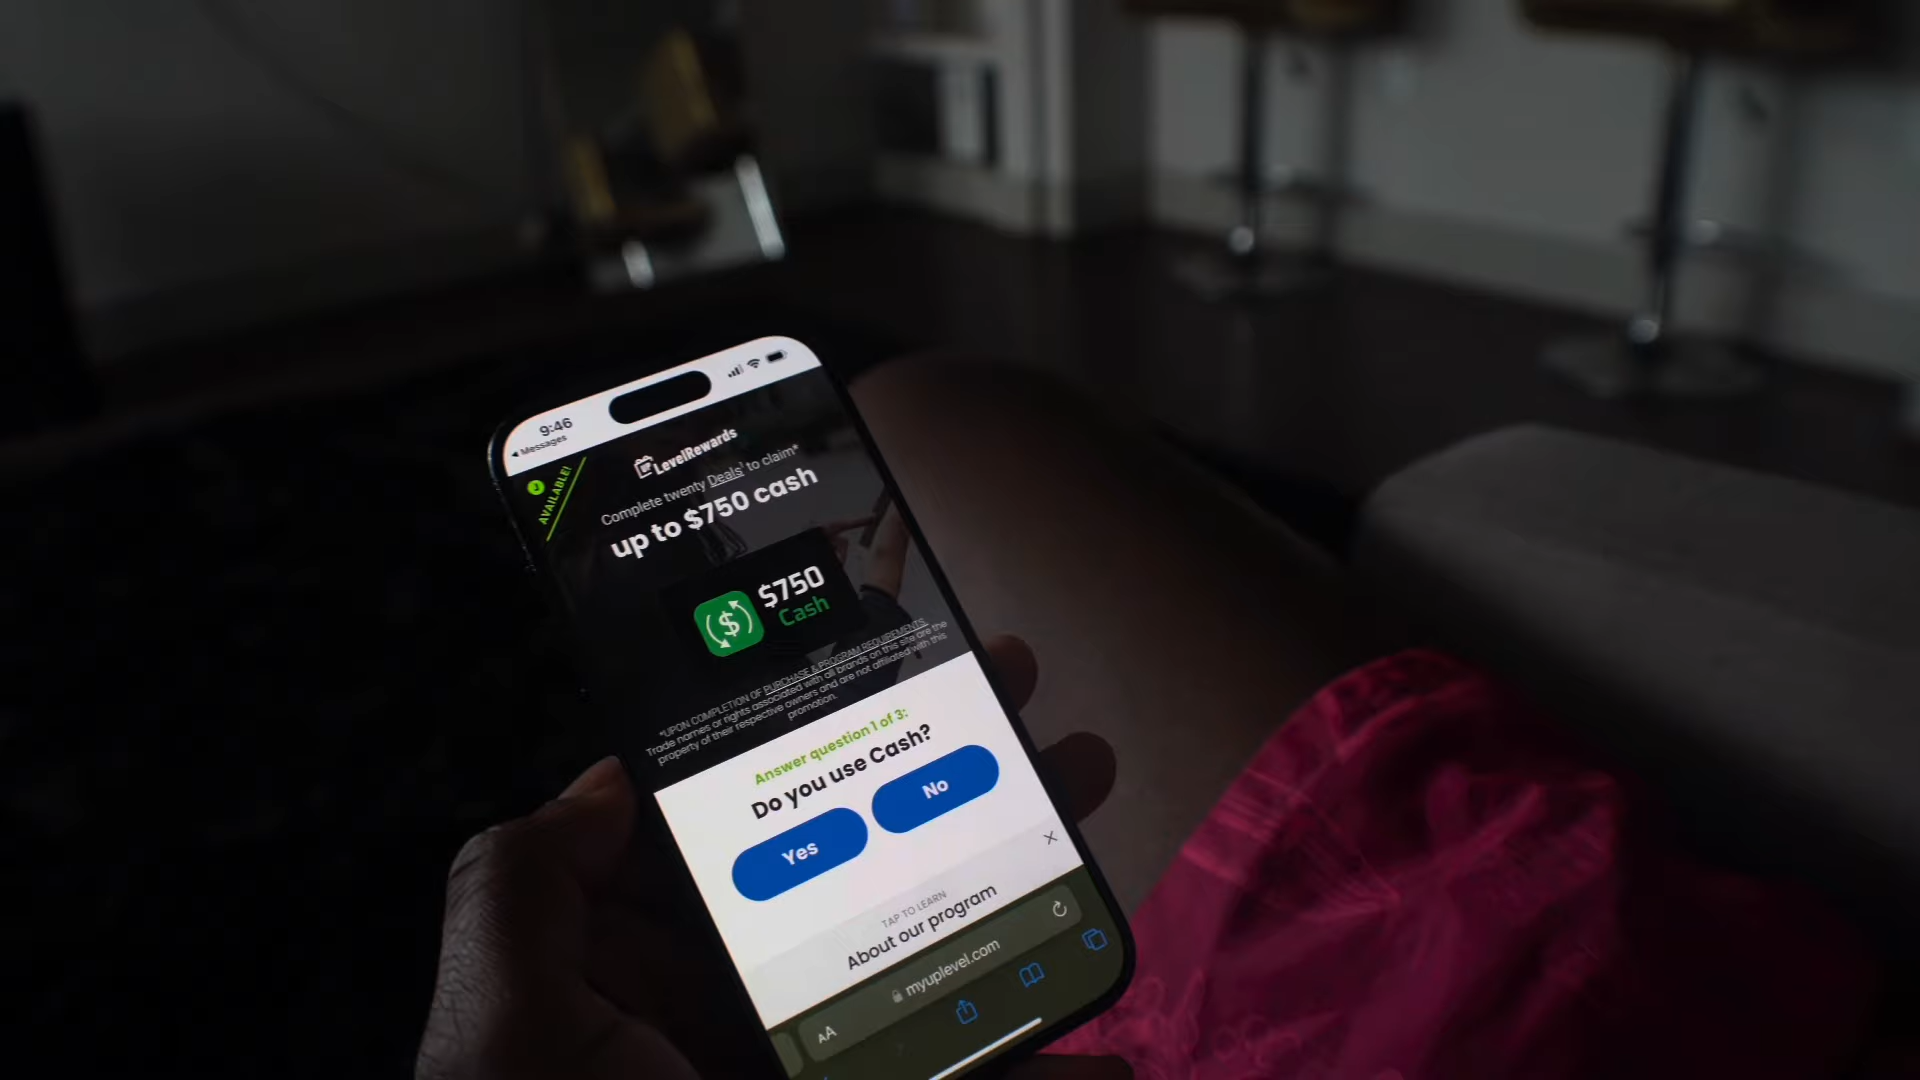 9:46
◀ Messages
J
AVAILABLE!
LevelRewards
Complete twenty Deals¹ to claim*
up to $750 cash
$
$750
Cash
*UPON COMPLETION OF PURCHASE & PROGRAM REQUIREMENTS.
Trade names or rights associated with all brands on this site are the
property of their respective owners and are not affiliated with this
promotion.
Answer question 1 of 3:
Do you use Cash?
Yes
No
TAP TO LEARN
About our program
AA
myuplevel.com